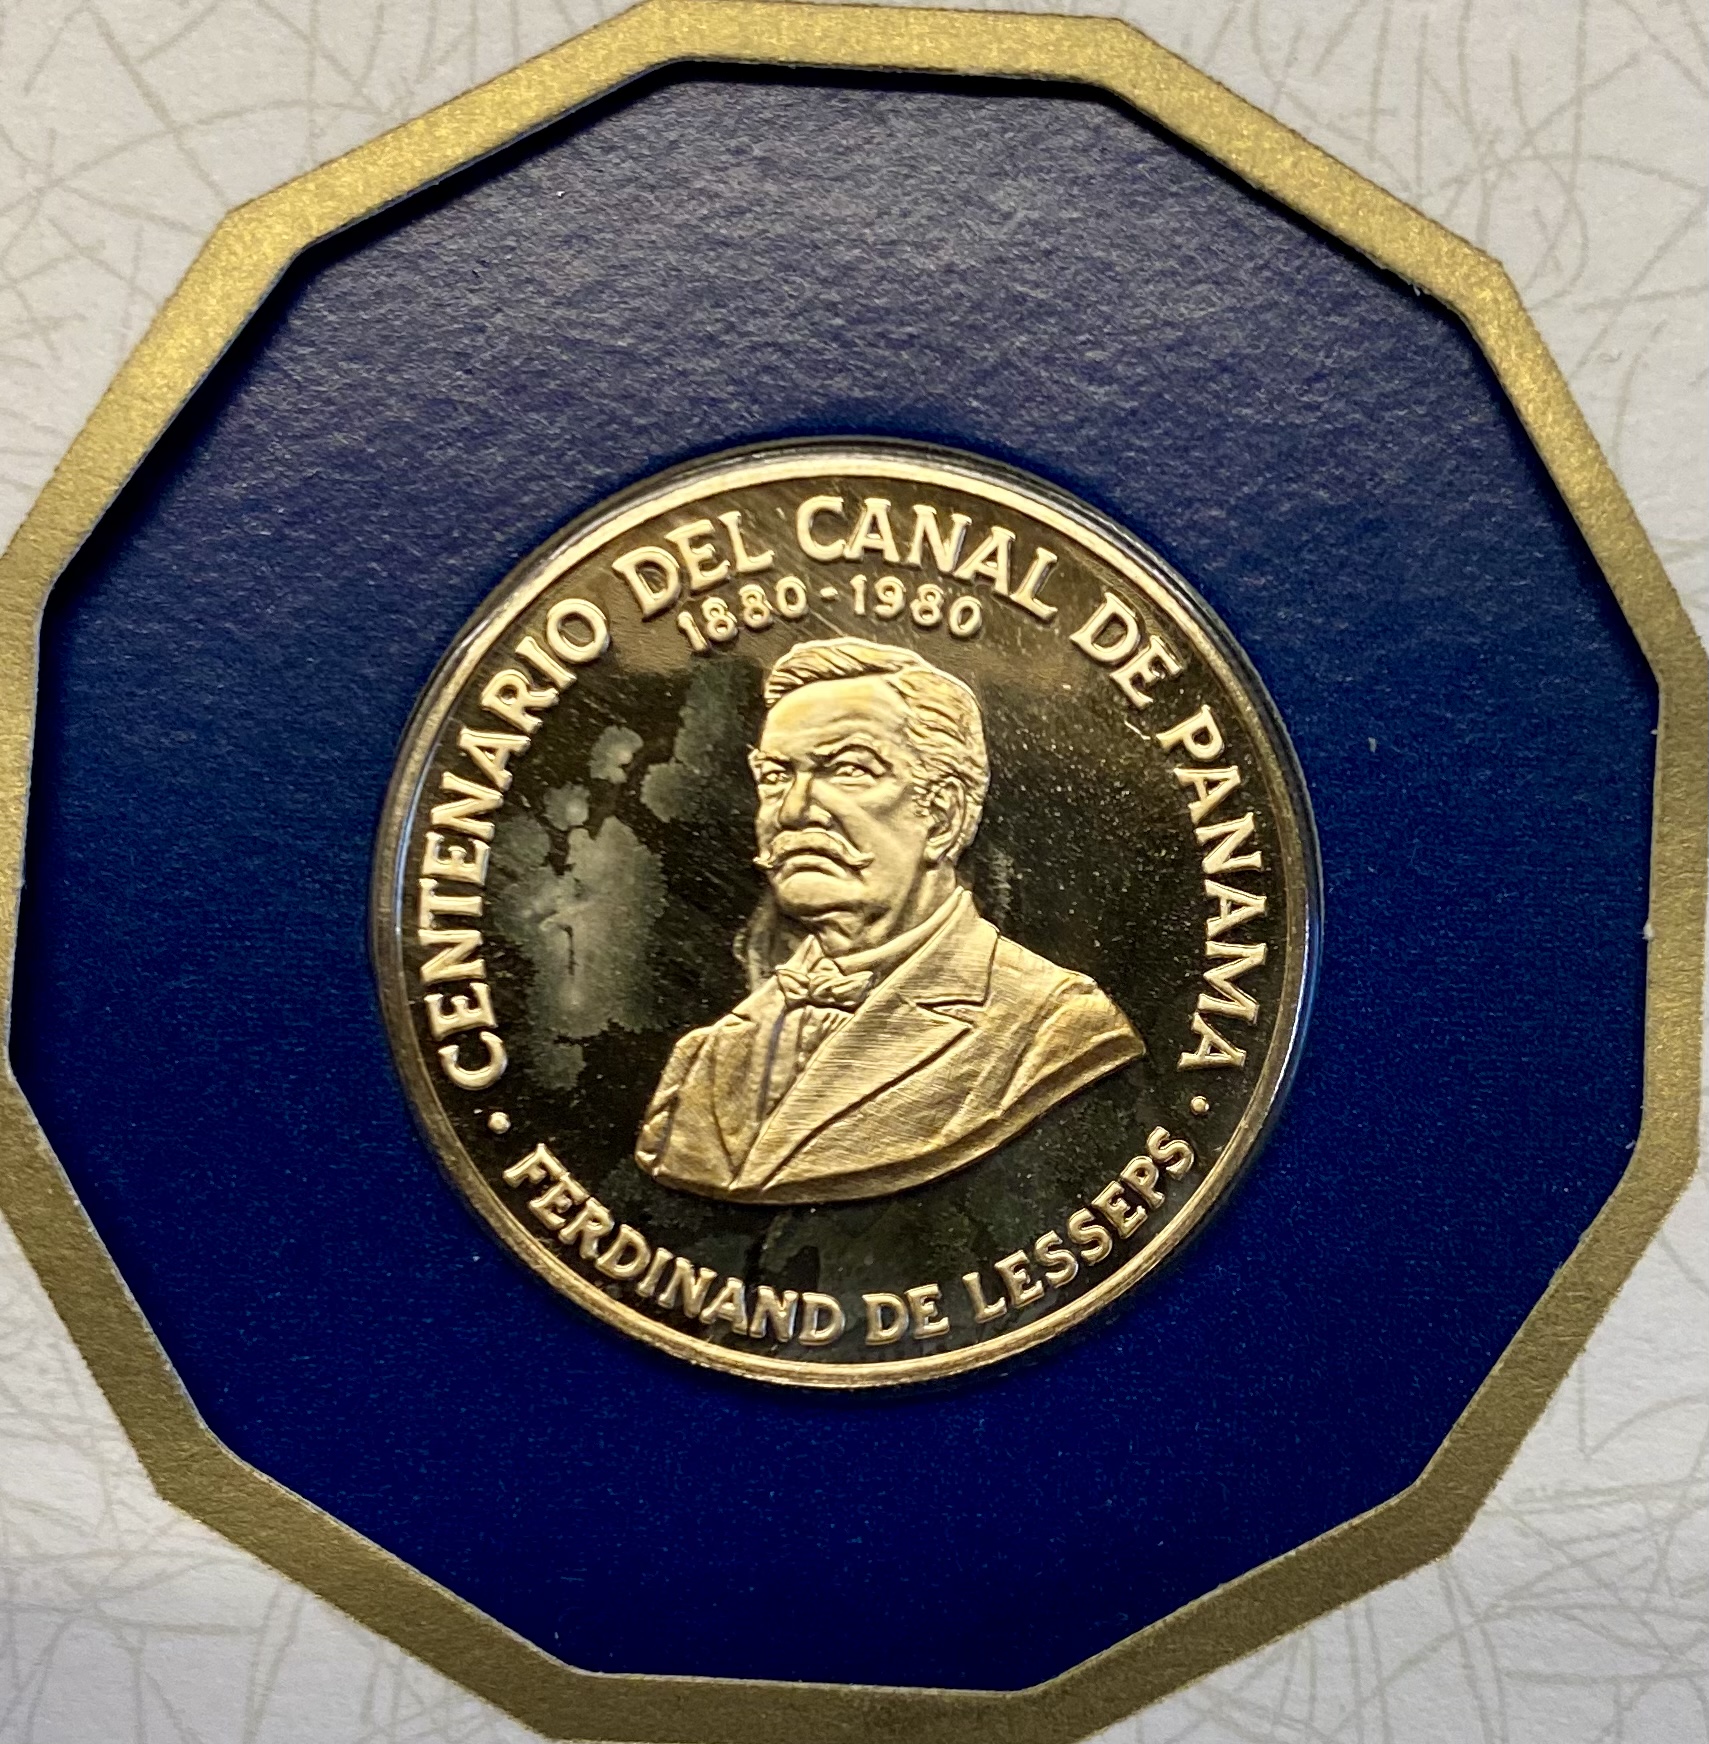 CENTENARIO DEL CANAL DE PANAMA
1880-1980
• FERDINAND DE LESSEPS •